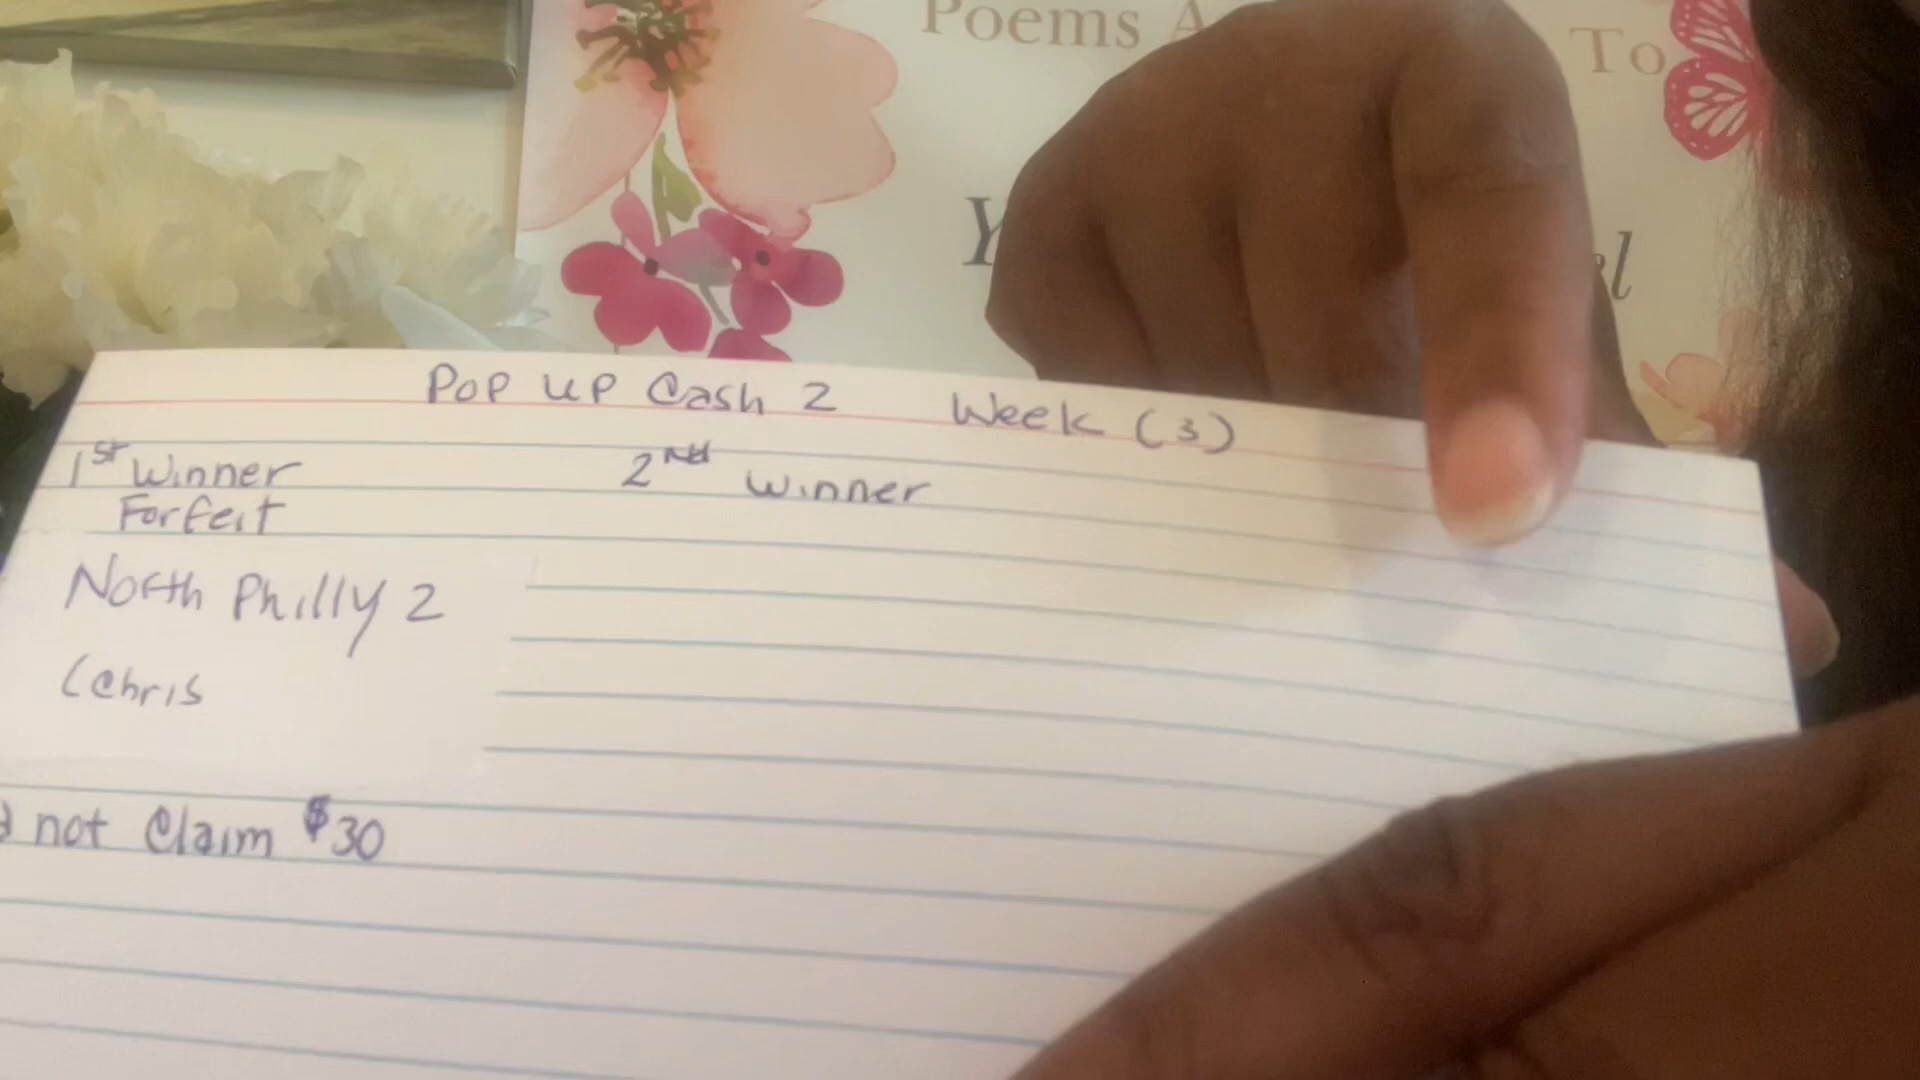 Poems A To
Y l
Pop up Cash 2 Week (3)
1st Winner 2nd Winner
Forfeit
North Philly 2
(Chris
not Claim $30